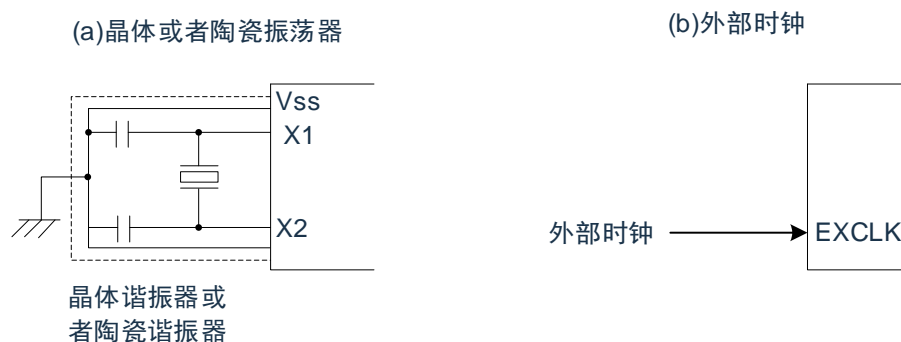 (a)晶体或者陶瓷振荡器
(b)外部时钟
Vss
X1
X2
外部时钟
EXCLK
晶体谐振器或
者陶瓷谐振器